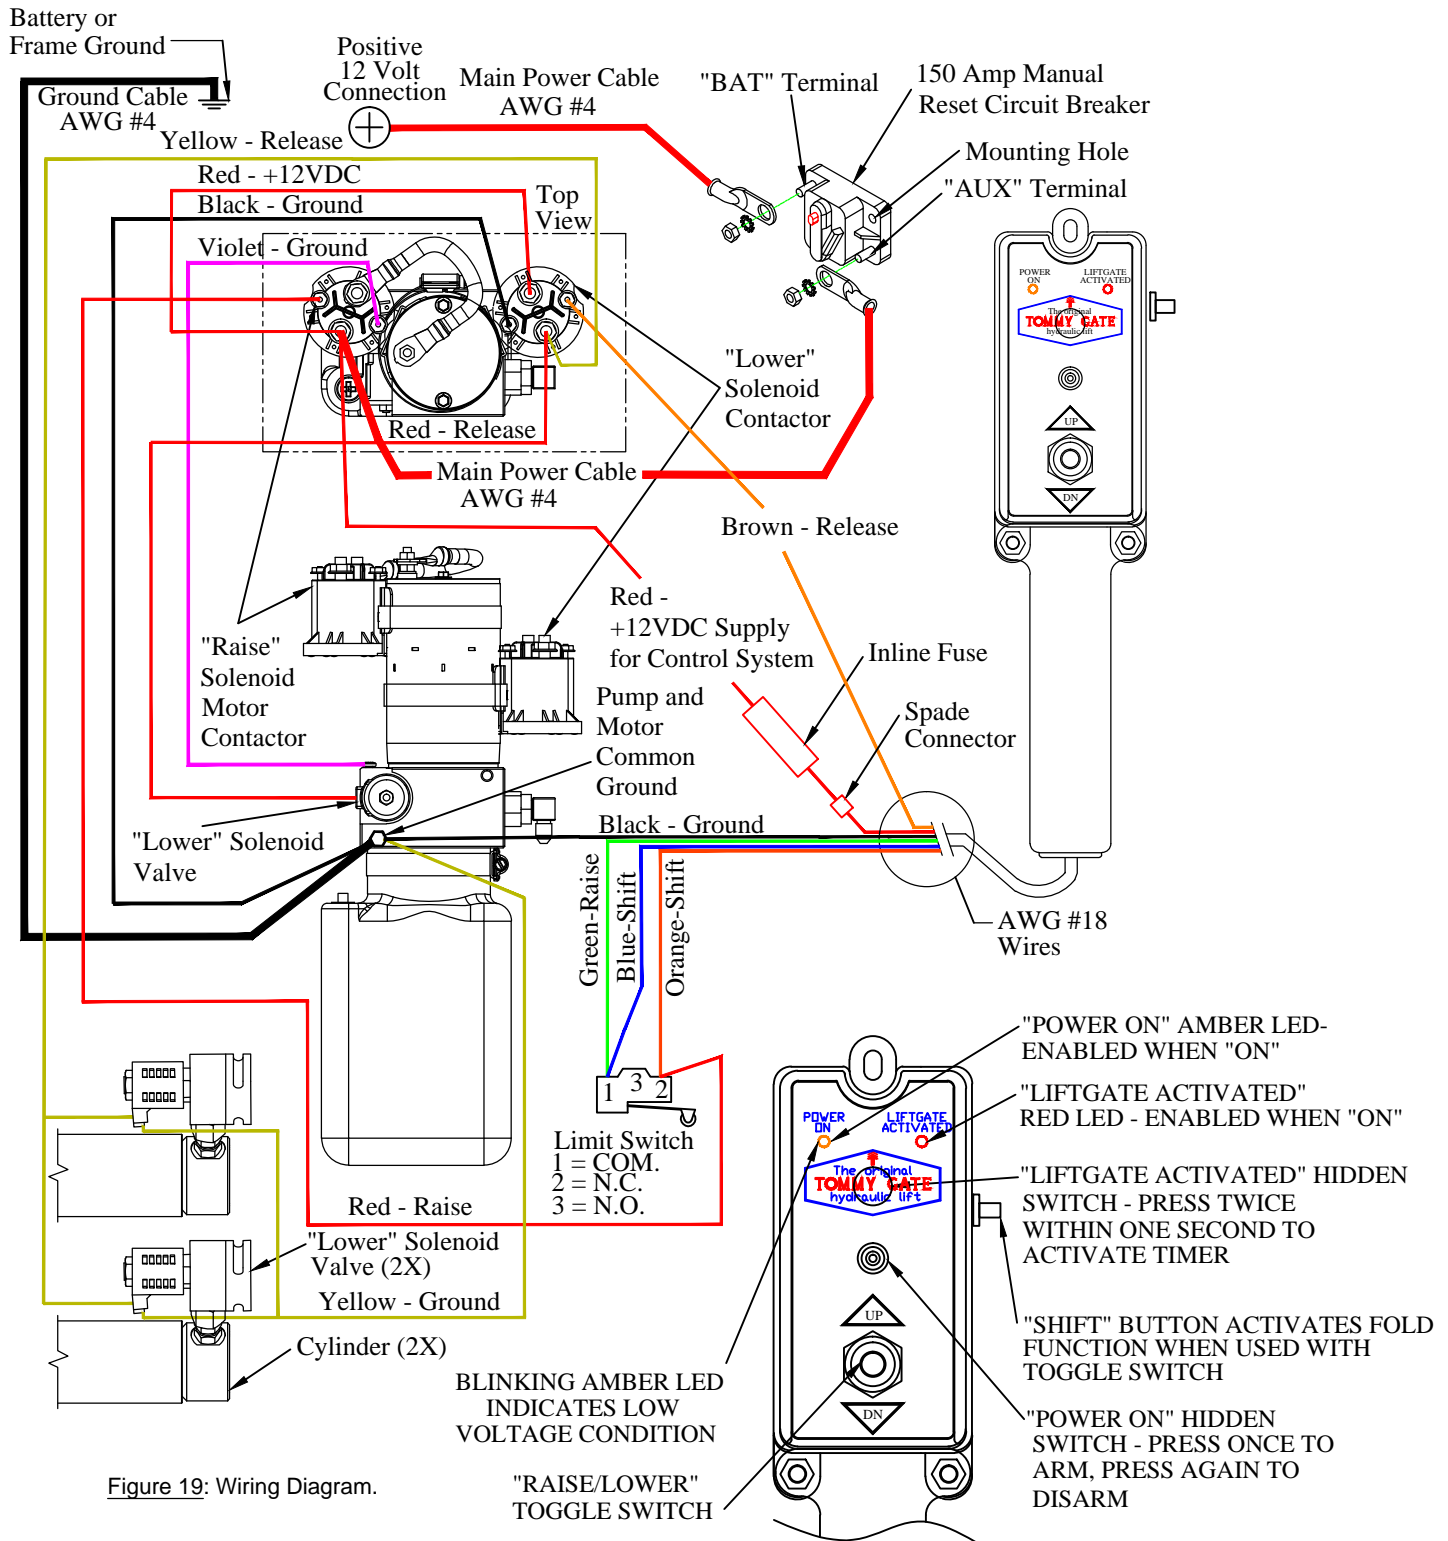 Battery or
Frame Ground
Positive
12 Volt
Connection
Main Power Cable
AWG #4
"BAT" Terminal
150 Amp Manual
Reset Circuit Breaker
Ground Cable
AWG #4
Yellow - Release
Mounting Hole
Red - +12VDC
"AUX" Terminal
Black - Ground
Top
View
Violet - Ground
POWER
ON
LIFTGATE
ACTIVATED
The original
TOMMY GATE
hydraulic lift
"Lower"
Solenoid
Contactor
UP
DN
Red - Release
Main Power Cable
AWG #4
Brown - Release
Red -
+12VDC Supply
for Control System
Inline Fuse
"Raise"
Solenoid
Motor
Contactor
Pump and
Motor
Common
Ground
Spade
Connector
"Lower" Solenoid
Valve
Black - Ground
Green-Raise
Blue-Shift
Orange-Shift
AWG #18
Wires
1
3
2
Limit Switch
1 = COM.
2 = N.C.
3 = N.O.
Red - Raise
"Lower" Solenoid
Valve (2X)
Yellow - Ground
Cylinder (2X)
"POWER ON" AMBER LED-
ENABLED WHEN "ON"
"LIFTGATE ACTIVATED"
RED LED - ENABLED WHEN "ON"
POWER
ON
LIFTGATE
ACTIVATED
The original
TOMMY GATE
hydraulic lift
"LIFTGATE ACTIVATED" HIDDEN
SWITCH - PRESS TWICE
WITHIN ONE SECOND TO
ACTIVATE TIMER
UP
DN
"SHIFT" BUTTON ACTIVATES FOLD
FUNCTION WHEN USED WITH
TOGGLE SWITCH
BLINKING AMBER LED
INDICATES LOW
VOLTAGE CONDITION
"POWER ON" HIDDEN
SWITCH - PRESS ONCE TO
ARM, PRESS AGAIN TO
DISARM
"RAISE/LOWER"
TOGGLE SWITCH
Figure 19: Wiring Diagram.